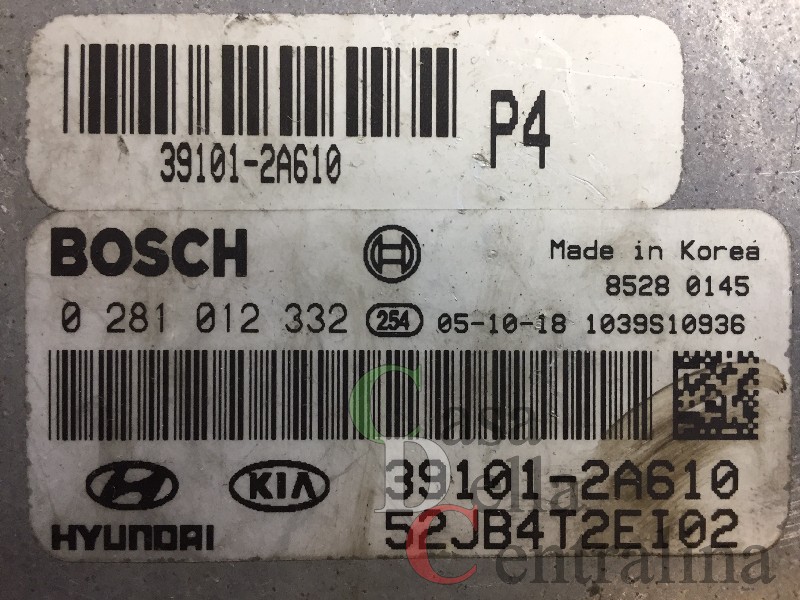 P4
39101-2A610
BOSCH
Made in Korea
8528 0145
0 281 012 332 254 05-10-18 1039S10936
KIA 39101-2A610
HYUNDAI 52JB4T2EI02
Casa
Della
Centralina